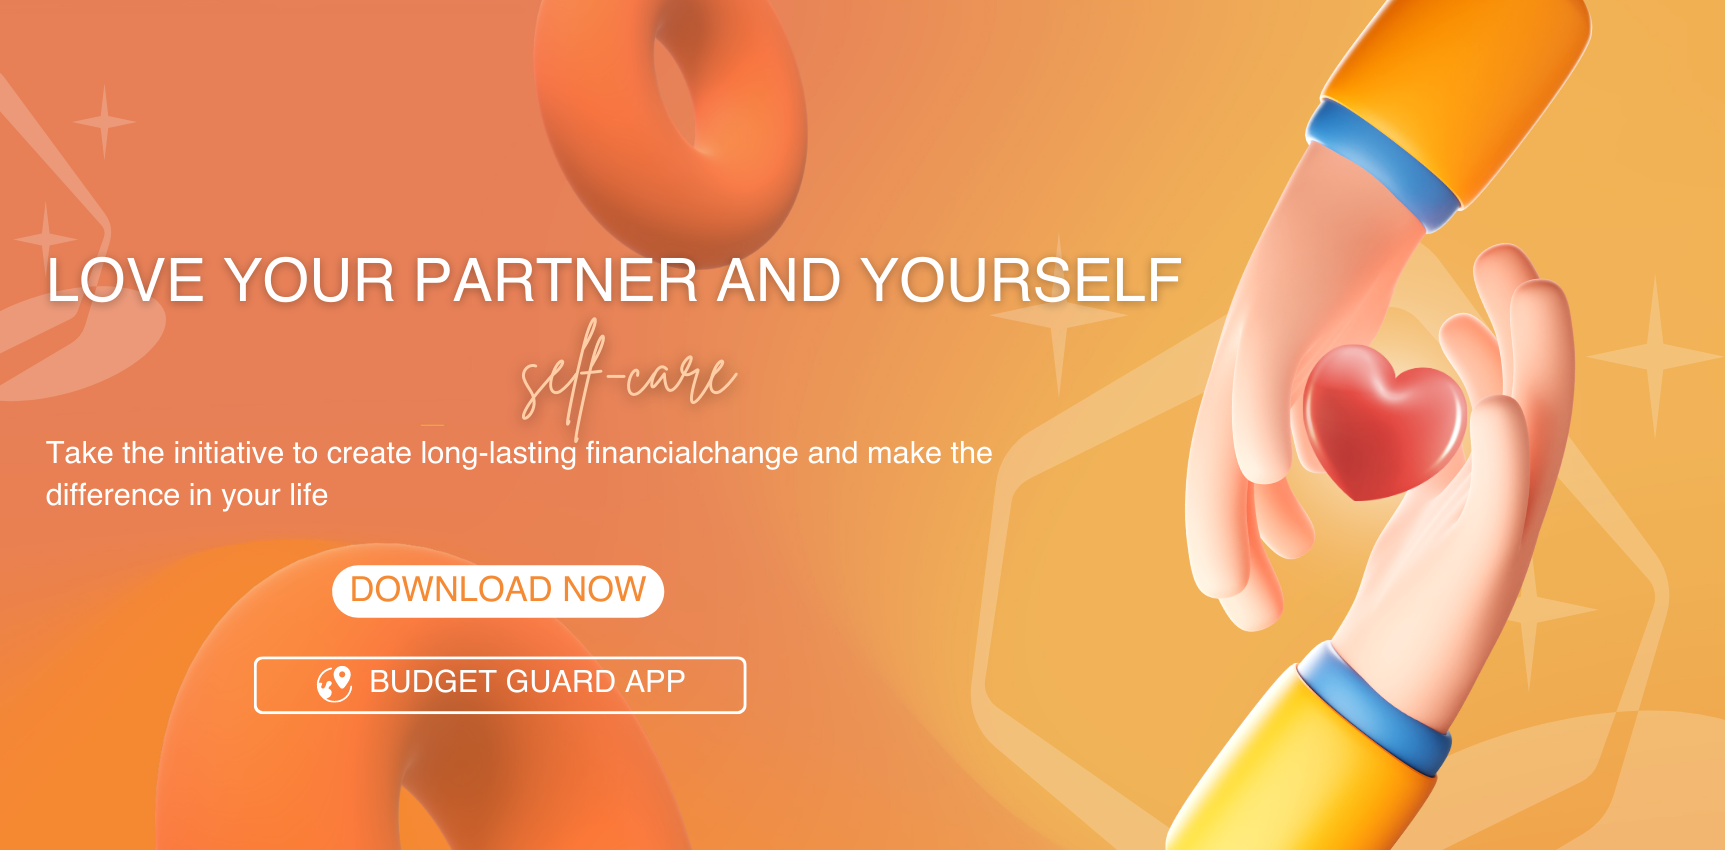 LOVE YOUR PARTNER AND YOURSELF
self-care
Take the initiative to create long-lasting financialchange and make the
difference in your life
DOWNLOAD NOW
BUDGET GUARD APP